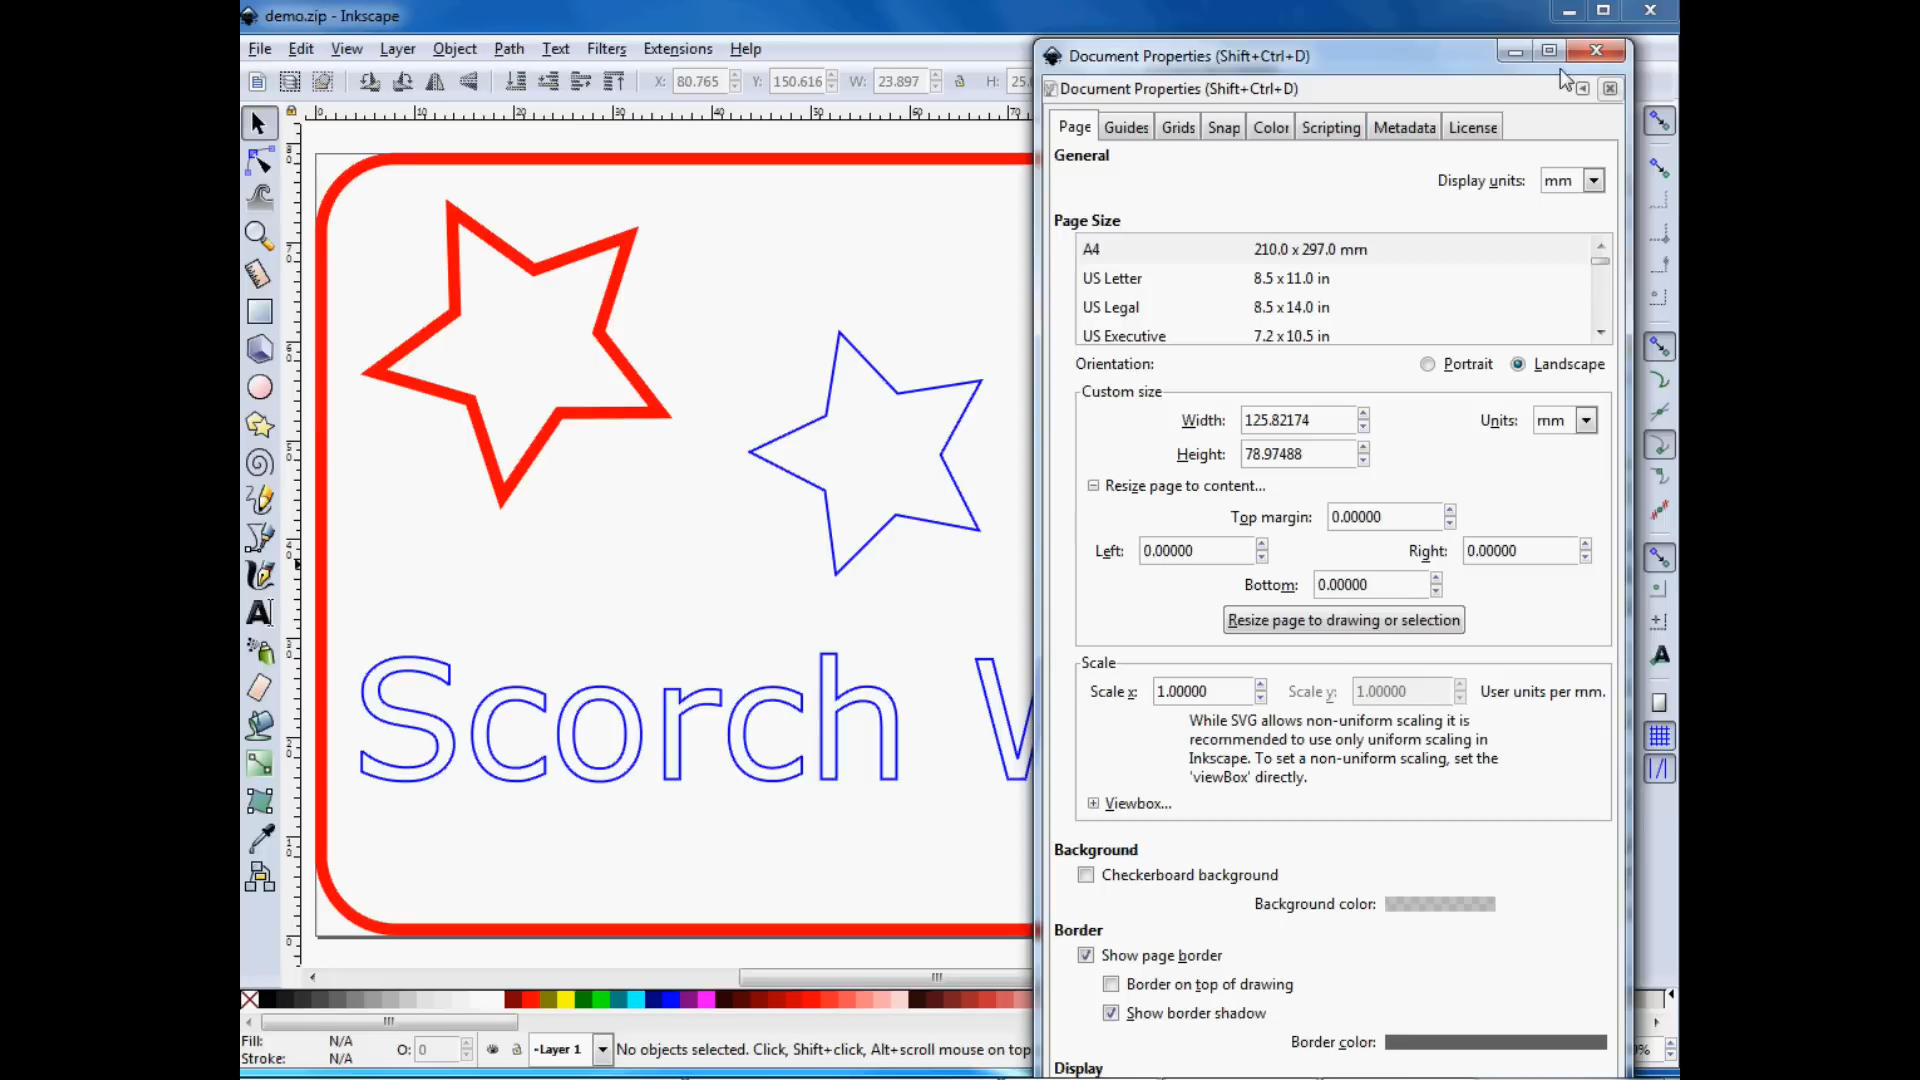 demo.zip - Inkscape
File Edit View Layer Object Path Text Filters Extensions Help
X: 80.765 Y: 150.616 W: 23.897 H:
Document Properties (Shift+Ctrl+D)
Document Properties (Shift+Ctrl+D)
Page Guides Grids Snap Color Scripting Metadata License
General
Display units: mm
Page Size
A4 210.0 x 297.0 mm
US Letter 8.5 x 11.0 in
US Legal 8.5 x 14.0 in
US Executive 7.2 x 10.5 in
Orientation: Portrait Landscape
Custom size
Width: 125.82174 Units: mm
Height: 78.97488
Resize page to content...
Top margin: 0.00000
Left: 0.00000 Right: 0.00000
Bottom: 0.00000
Resize page to drawing or selection
Scale
Scale x: 1.00000 Scale y: 1.00000 User units per mm.
While SVG allows non-uniform scaling it is
recommended to use only uniform scaling in
Inkscape. To set a non-uniform scaling, set the
'viewBox' directly.
Viewbox...
Background
Checkerboard background
Background color:
Border
Show page border
Border on top of drawing
Show border shadow
Border color:
Display
Scorch W
Fill: N/A
Stroke: N/A
O: 0
-Layer 1
No objects selected. Click, Shift+click, Alt+scroll mouse on top